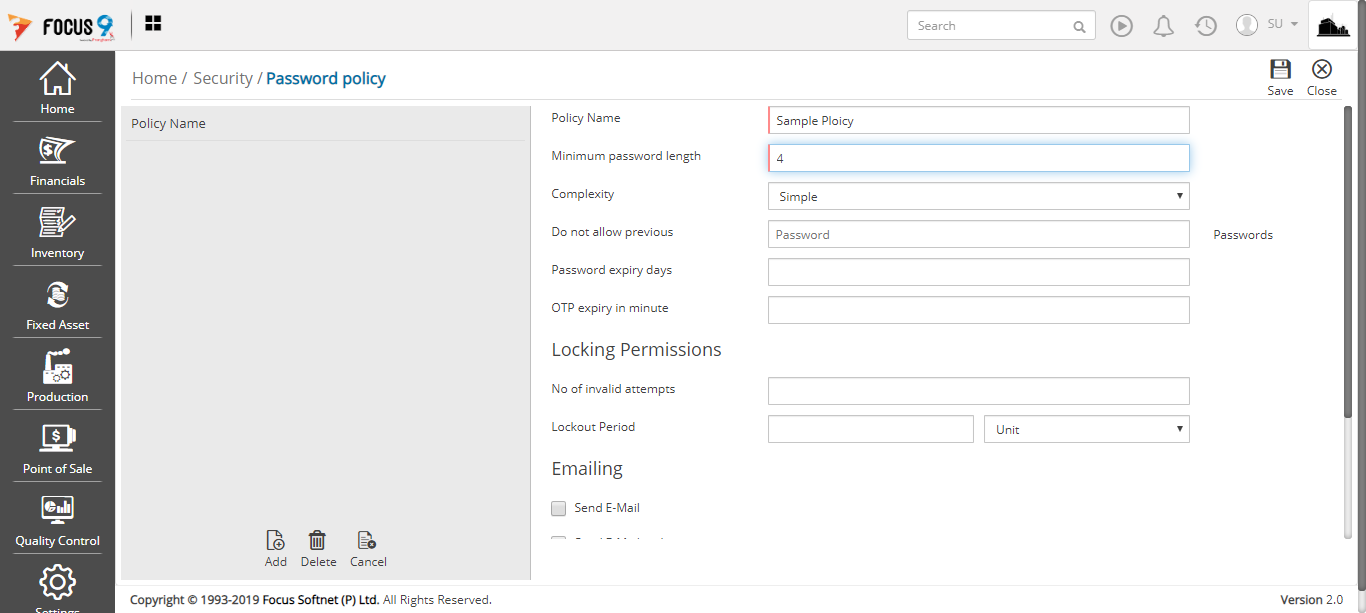 FOCUS 9
Search
SU
Home / Security / Password policy
Save
Close
Home
Financials
Inventory
Fixed Asset
Production
Point of Sale
Quality Control
Settings
Policy Name
Add
Delete
Cancel
Policy Name
Sample Ploicy
Minimum password length
4
Complexity
Simple
Do not allow previous
Password
Passwords
Password expiry days
OTP expiry in minute
Locking Permissions
No of invalid attempts
Lockout Period
Unit
Emailing
Send E-Mail
Copyright © 1993-2019 Focus Softnet (P) Ltd. All Rights Reserved.
Version 2.0